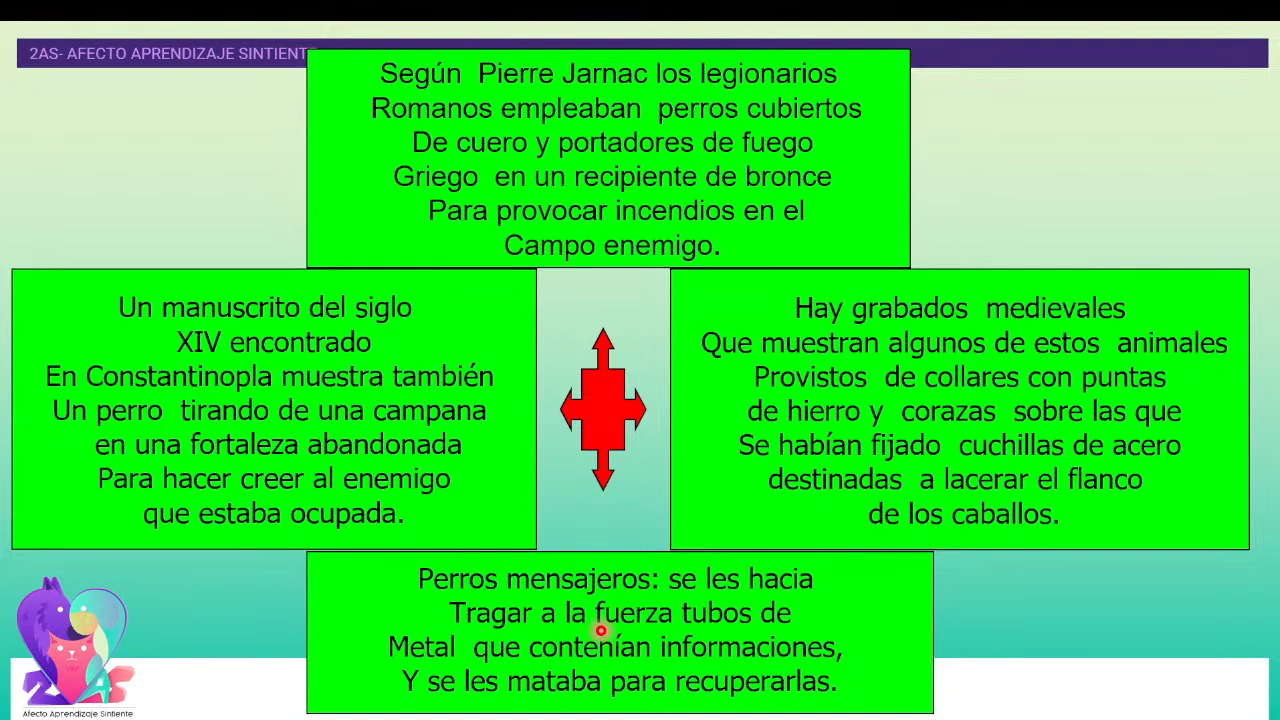 2AS- AFECTO APRENDIZAJE SINTIENTE
Según Pierre Jarnac los legionarios
Romanos empleaban perros cubiertos
De cuero y portadores de fuego
Griego en un recipiente de bronce
Para provocar incendios en el
Campo enemigo.
Un manuscrito del siglo
XIV encontrado
En Constantinopla muestra también
Un perro tirando de una campana
en una fortaleza abandonada
Para hacer creer al enemigo
que estaba ocupada.
Hay grabados medievales
Que muestran algunos de estos animales
Provistos de collares con puntas
de hierro y corazas sobre las que
Se habían fijado cuchillas de acero
destinadas a lacerar el flanco
de los caballos.
Perros mensajeros: se les hacia
Tragar a la fuerza tubos de
Metal que contenían informaciones,
Y se les mataba para recuperarlas.
2AS
Afecto Aprendizaje Sintiente